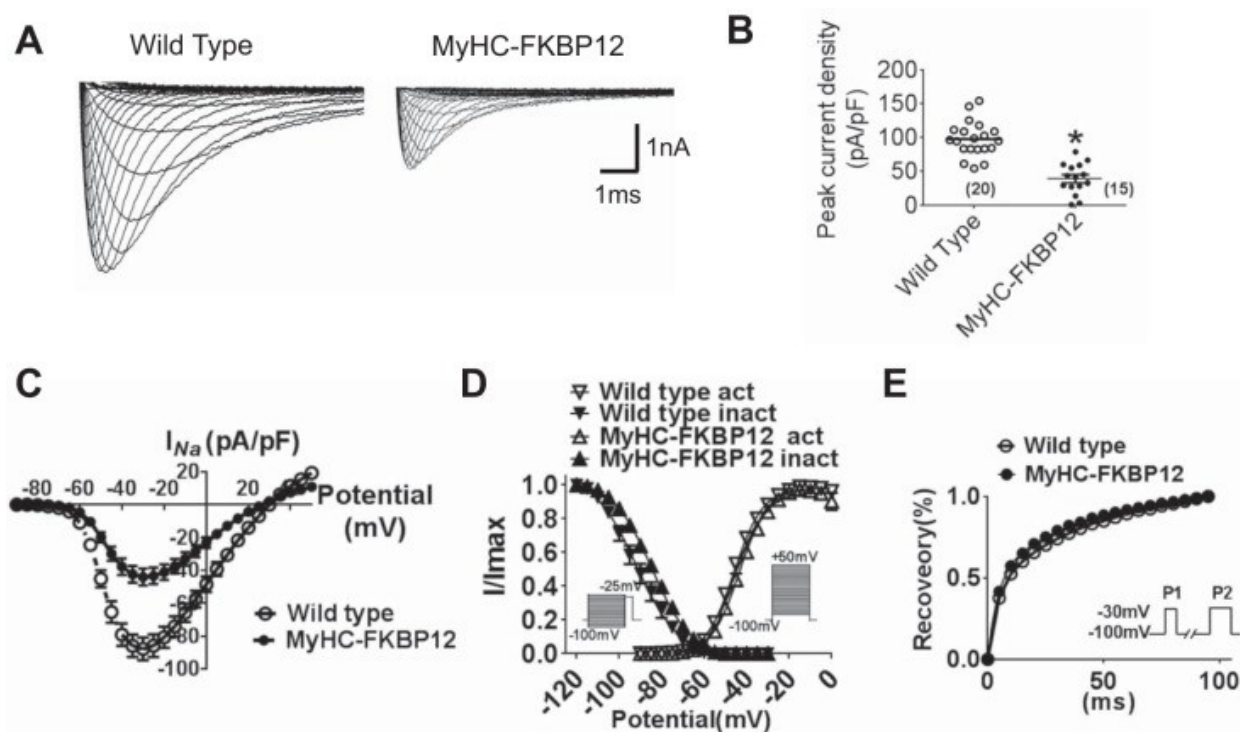 A
Wild Type
MyHC-FKBP12
1nA
1ms
B
Peak current density
(pA/pF)
200
150
100
50
0
*
(20)
(15)
Wild Type
MyHC-FKBP12
C
I_Na (pA/pF)
-80 -60 -40 -20 20
20
-20
-40
-60
-80
-100
Potential
(mV)
Wild type
MyHC-FKBP12
D
Wild type act
Wild type inact
MyHC-FKBP12 act
MyHC-FKBP12 inact
I/Imax
1.0
0.8
0.6
0.4
0.2
0.0
-25mV
-100mV
+50mV
-100mV
-120 -100 -80 -60 -40 -20 0
Potential(mV)
E
Wild type
MyHC-FKBP12
Recoveory(%)
1.0
0.5
0.0
P1 P2
-30mV
-100mV
0 50 100
(ms)